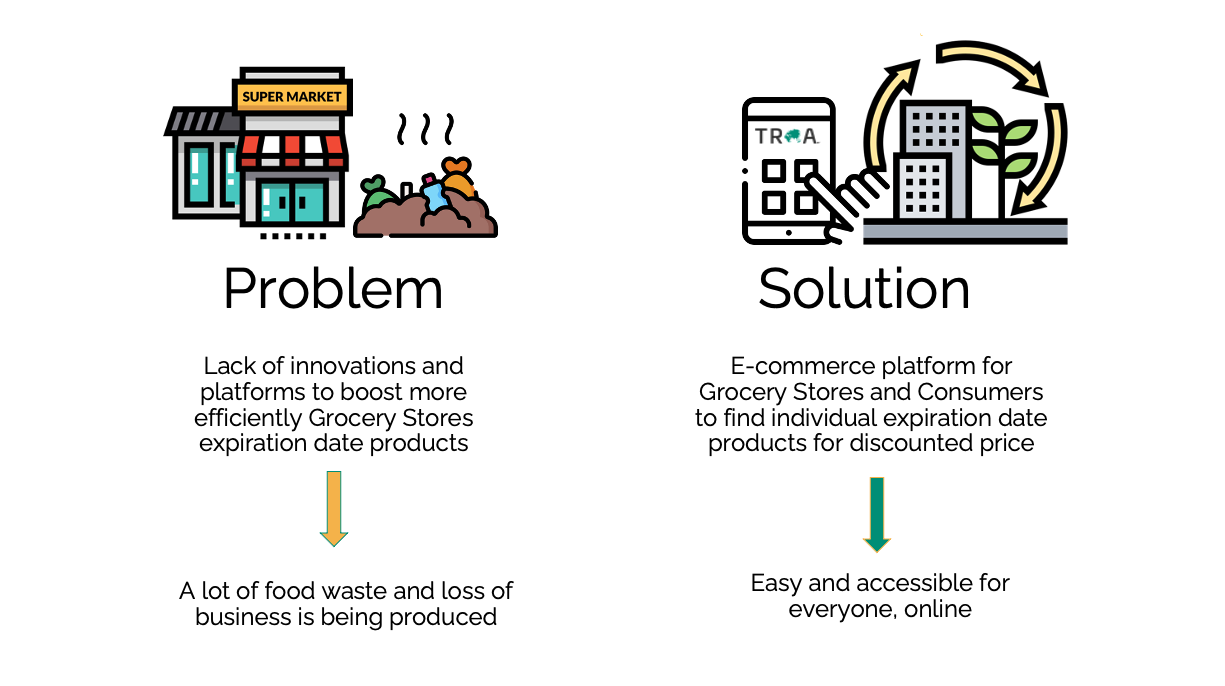 SUPER MARKET
TR A
Problem
Lack of innovations and
platforms to boost more
efficiently Grocery Stores
expiration date products
A lot of food waste and loss of
business is being produced
Solution
E-commerce platform for
Grocery Stores and Consumers
to find individual expiration date
products for discounted price
Easy and accessible for
everyone, online